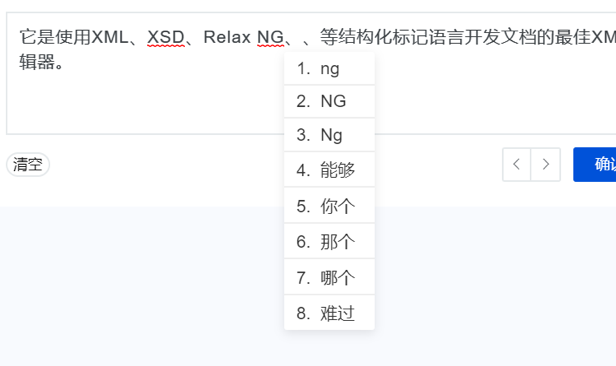 它是使用XML、XSD、Relax NG、、等结构化标记语言开发文档的最佳XM
辑器。
1. ng
2. NG
3. Ng
4. 能够
5. 你个
6. 那个
7. 哪个
8. 难过
清空